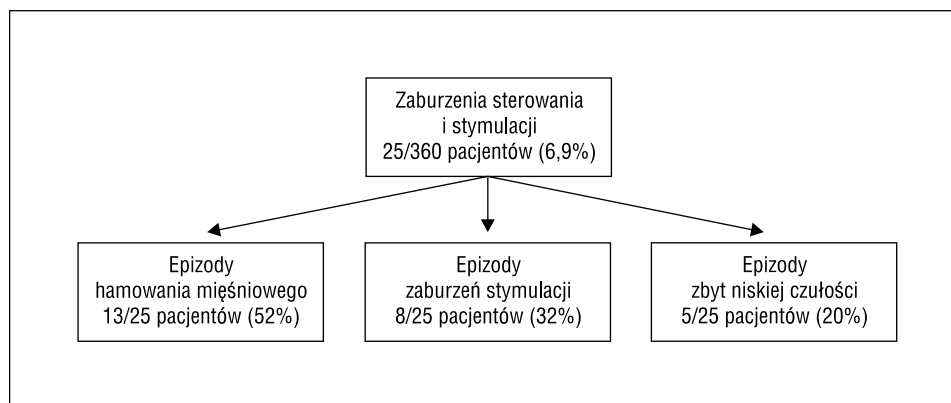 Zaburzenia sterowania
i stymulacji
25/360 pacjentów (6,9%)
Epizody
hamowania mięśniowego
13/25 pacjentów (52%)
Epizody
zaburzeń stymulacji
8/25 pacjentów (32%)
Epizody
zbyt niskiej czułości
5/25 pacjentów (20%)